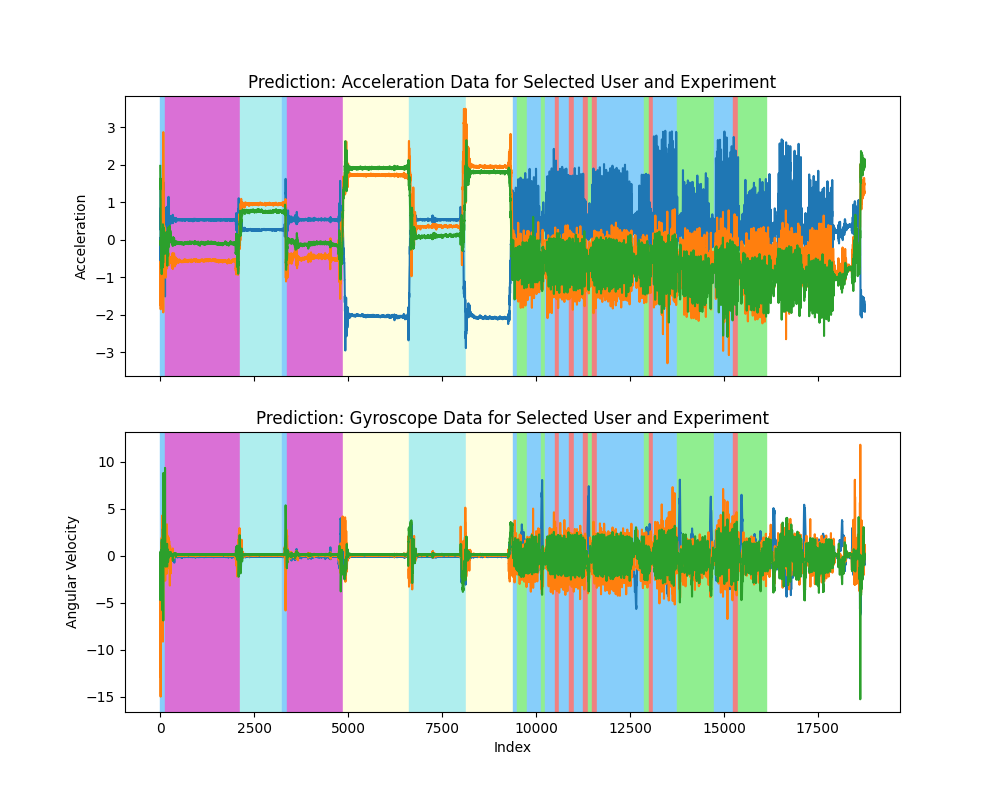 Prediction: Acceleration Data for Selected User and Experiment
3
2
1
0
−1
−2
−3
Acceleration
Prediction: Gyroscope Data for Selected User and Experiment
10
5
0
−5
−10
−15
Angular Velocity
0 2500 5000 7500 10000 12500 15000 17500
Index